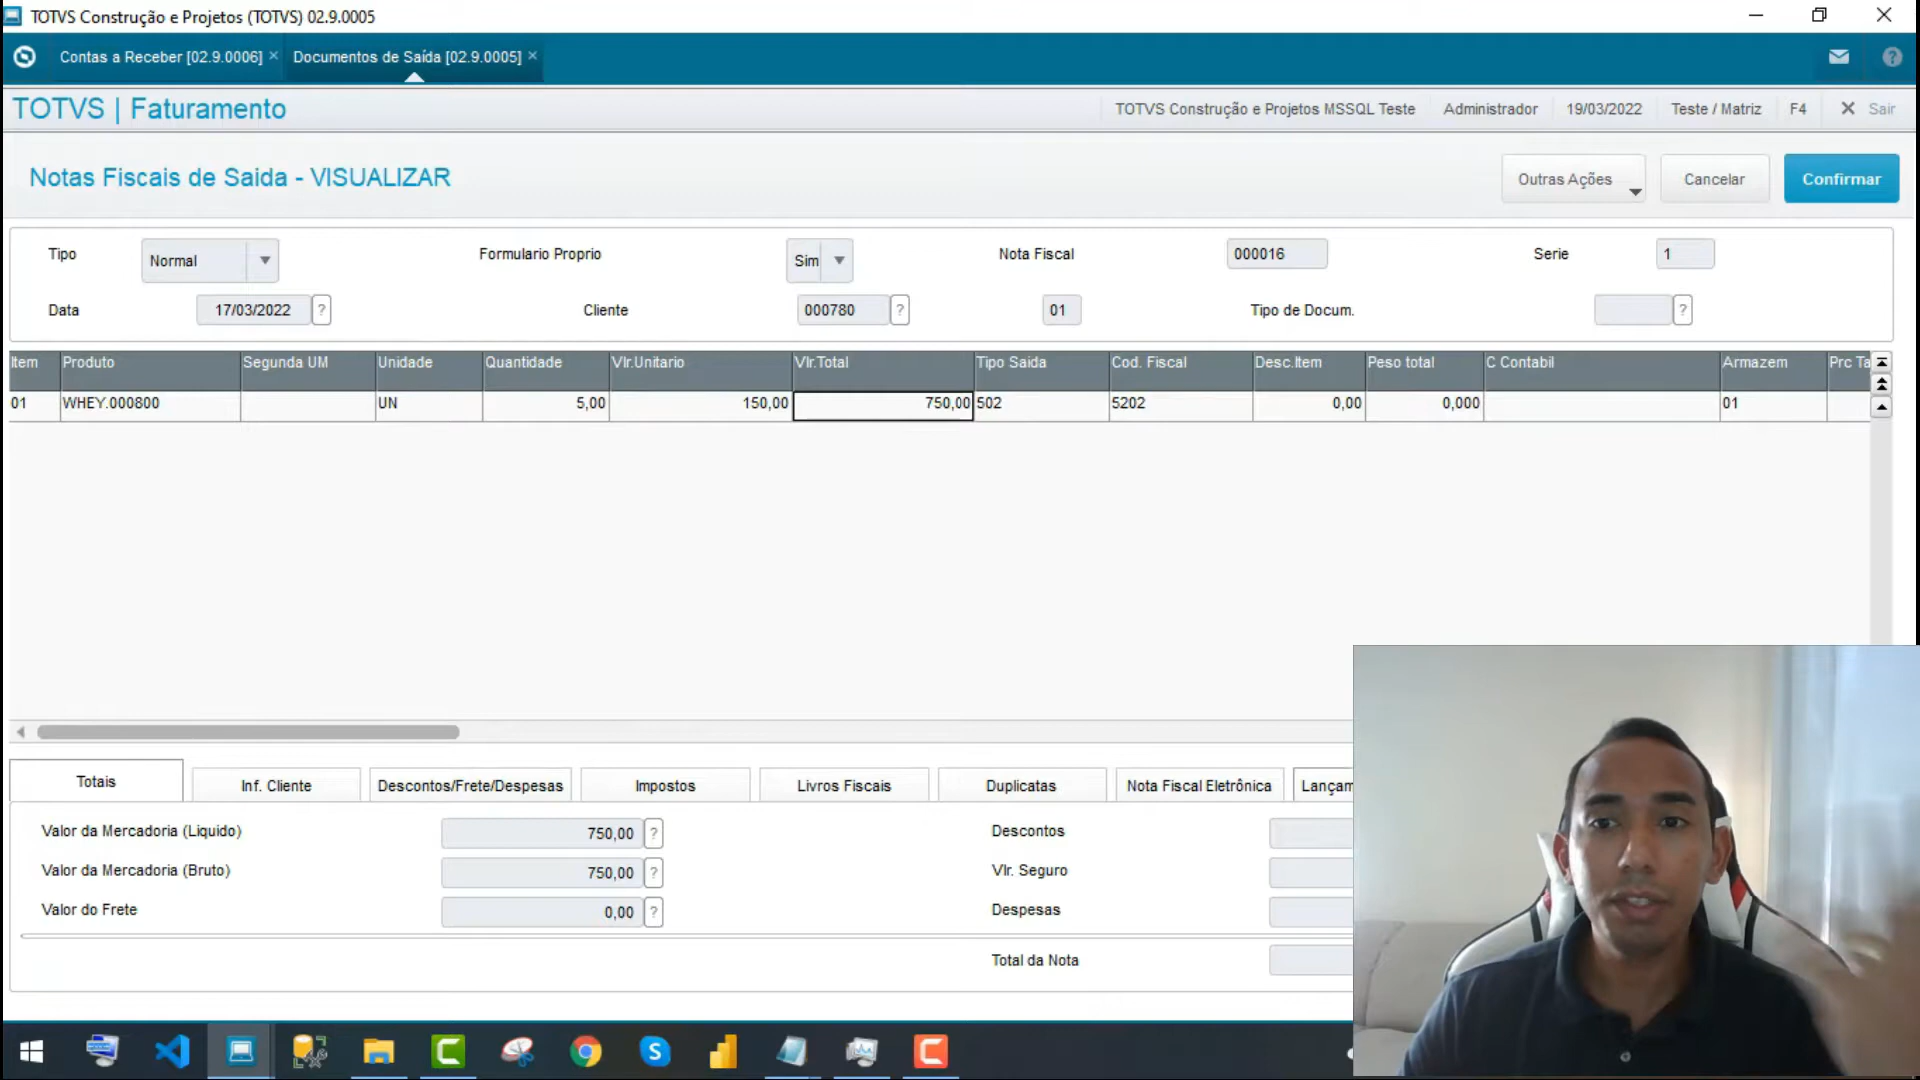 TOTVS Construção e Projetos (TOTVS) 02.9.0005
Contas a Receber [02.9.0006] Documentos de Saída [02.9.0005]
TOTVS | Faturamento TOTVS Construção e Projetos MSSQL Teste Administrador 19/03/2022 Teste / Matriz F4 Sair
Notas Fiscais de Saida - VISUALIZAR Outras Ações Cancelar Confirmar
Tipo Normal Formulario Proprio Sim Nota Fiscal 000016 Serie 1
Data 17/03/2022 ? Cliente 000780 ? 01 Tipo de Docum. ?
Item Produto Segunda UM Unidade Quantidade Vlr.Unitario Vlr.Total Tipo Saida Cod. Fiscal Desc.Item Peso total C Contabil Armazem Prc Ta
01 WHEY.000800 UN 5,00 150,00 750,00 502 5202 0,00 0,000 01
Totais Inf. Cliente Descontos/Frete/Despesas Impostos Livros Fiscais Duplicatas Nota Fiscal Eletrônica Lançam
Valor da Mercadoria (Liquido) 750,00 ? Descontos
Valor da Mercadoria (Bruto) 750,00 ? Vlr. Seguro
Valor do Frete 0,00 ? Despesas
Total da Nota